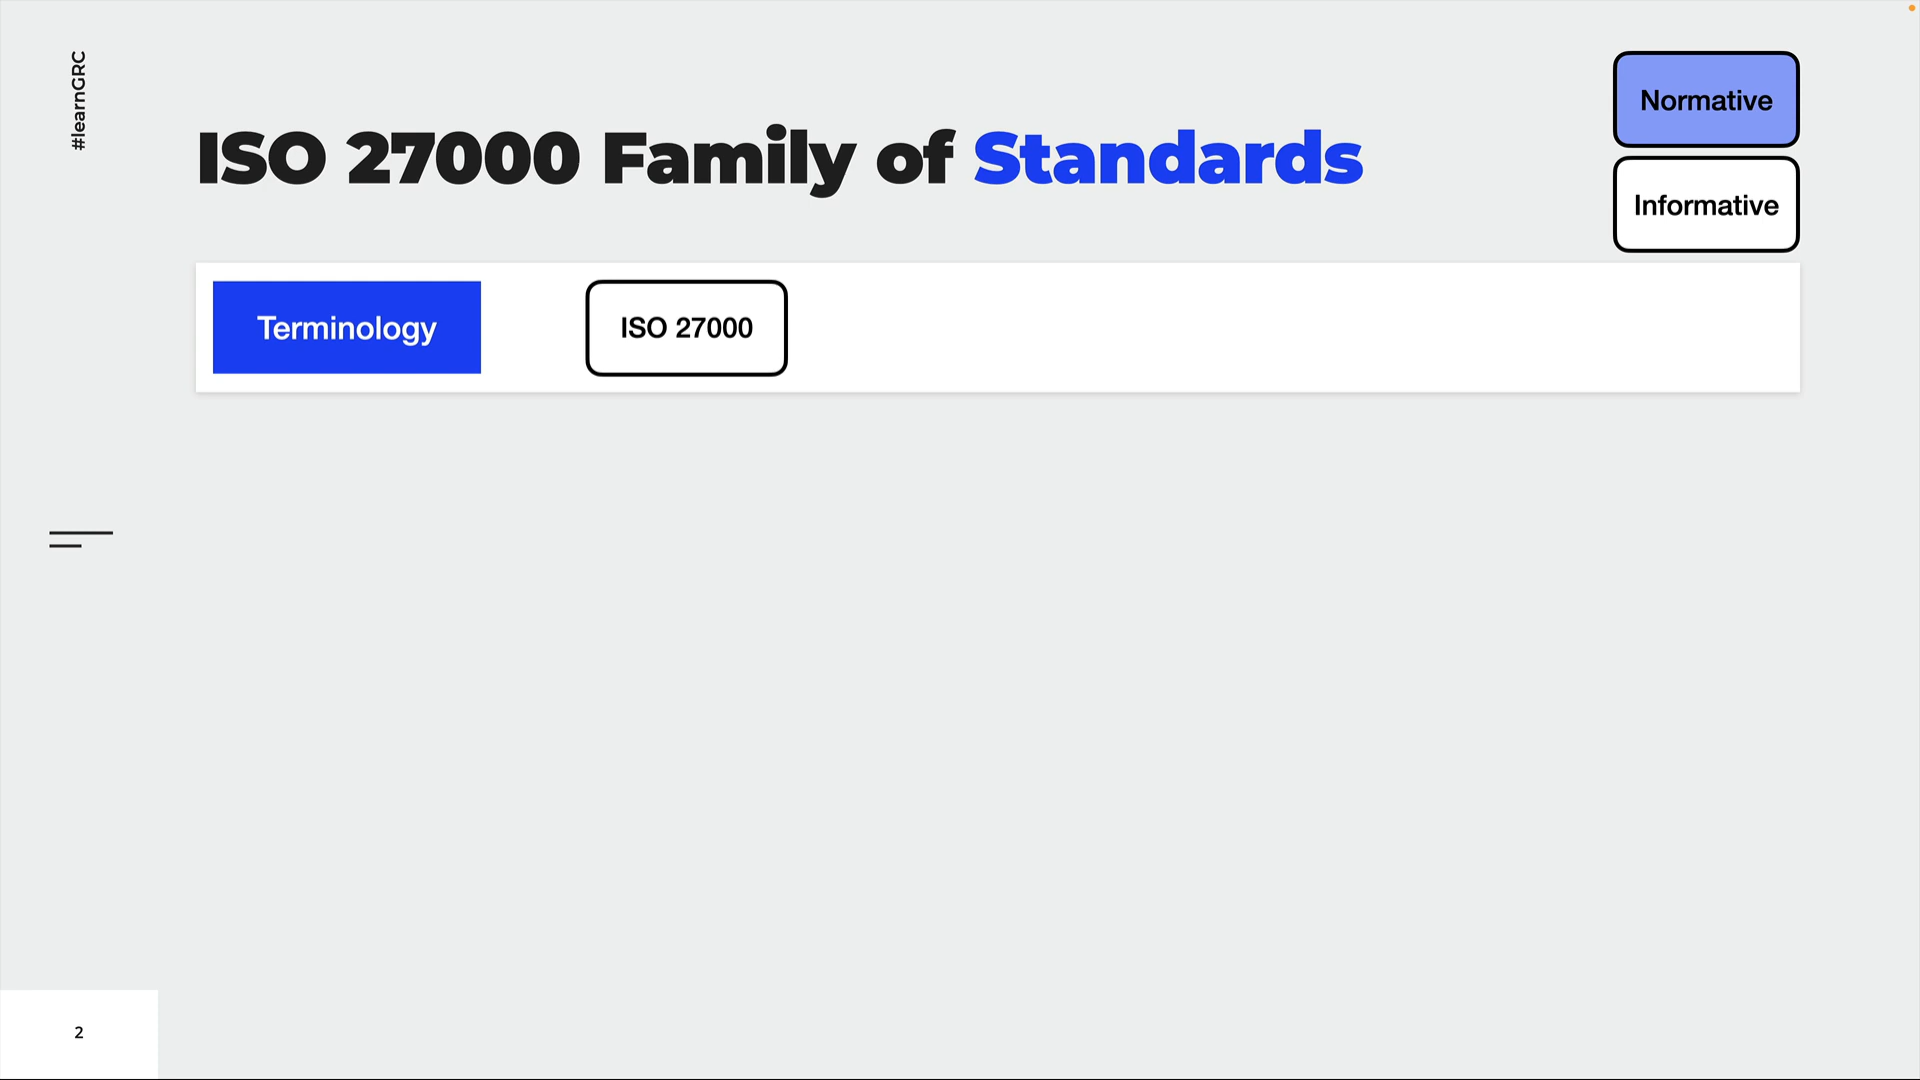 #learnGRC
ISO 27000 Family of Standards
Normative
Informative
Terminology
ISO 27000
2